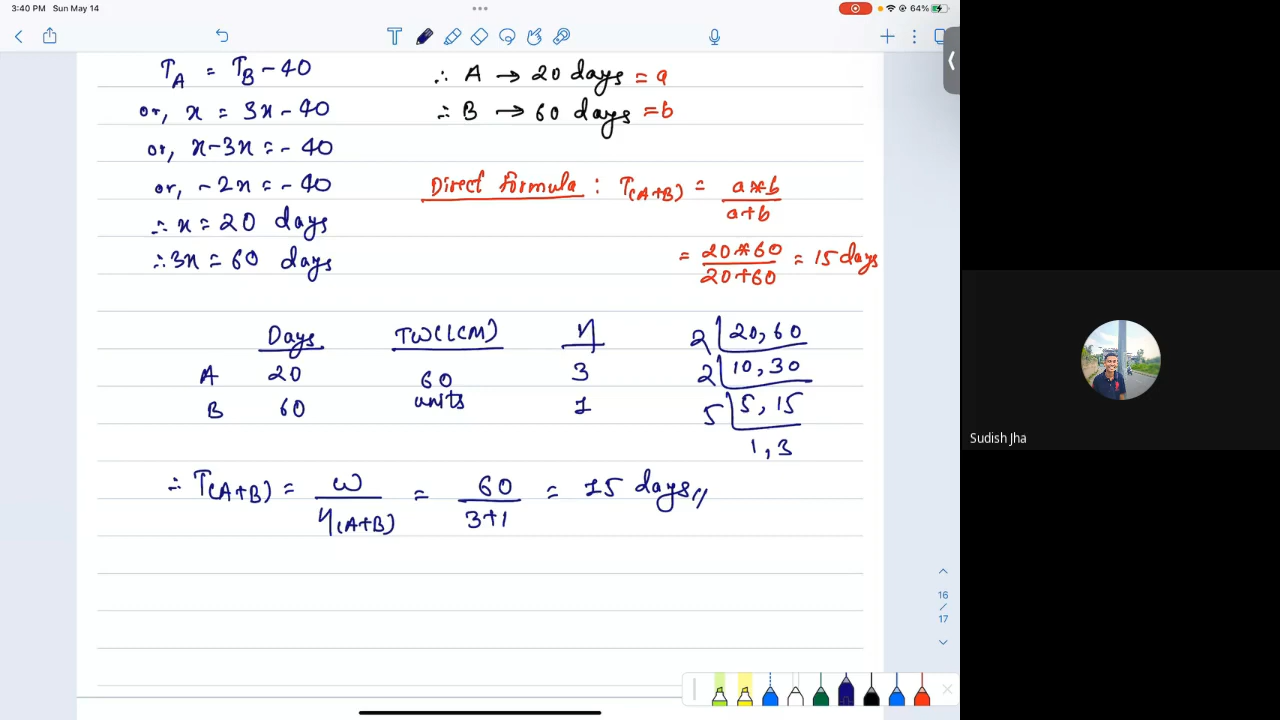 3:40 PM Sun May 14
64%
T_A = T_B - 40
or, x = 3x - 40
or, x - 3x = - 40
or, - 2x = - 40
∴ x = 20 days
∴ 3x = 60 days
∴ A → 20 days = a
∴ B → 60 days = b
Direct formula : T(A+B) = a*b / a+b
= 20*60 / 20+60 = 15 days
Days TW(LCM) η
A 20 60 units 3
B 60 1
2 | 20, 60
2 | 10, 30
5 | 5, 15
1, 3
∴ T(A+B) = ω / η(A+B) = 60 / 3+1 = 15 days//
16
/
17
Sudish Jha